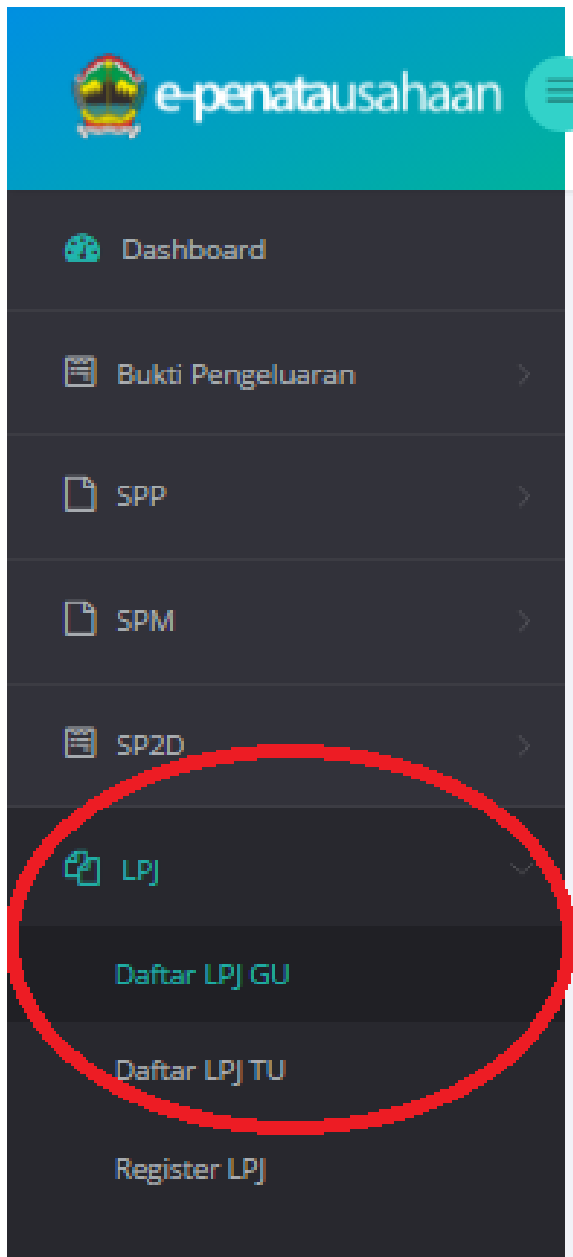 e-penatausahaan
Dashboard
Bukti Pengeluaran
SPP
SPM
SP2D
LPJ
Daftar LPJ GU
Daftar LPJ TU
Register LPJ